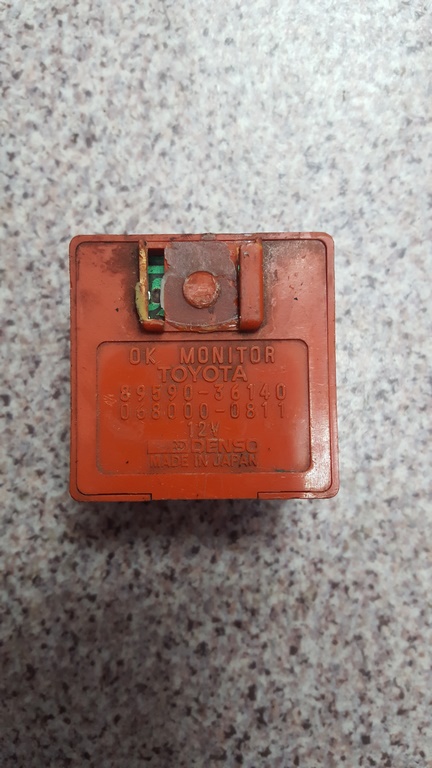 OK MONITOR
TOYOTA
89590-36140
068000-0811
12V
DENSO
MADE IN JAPAN